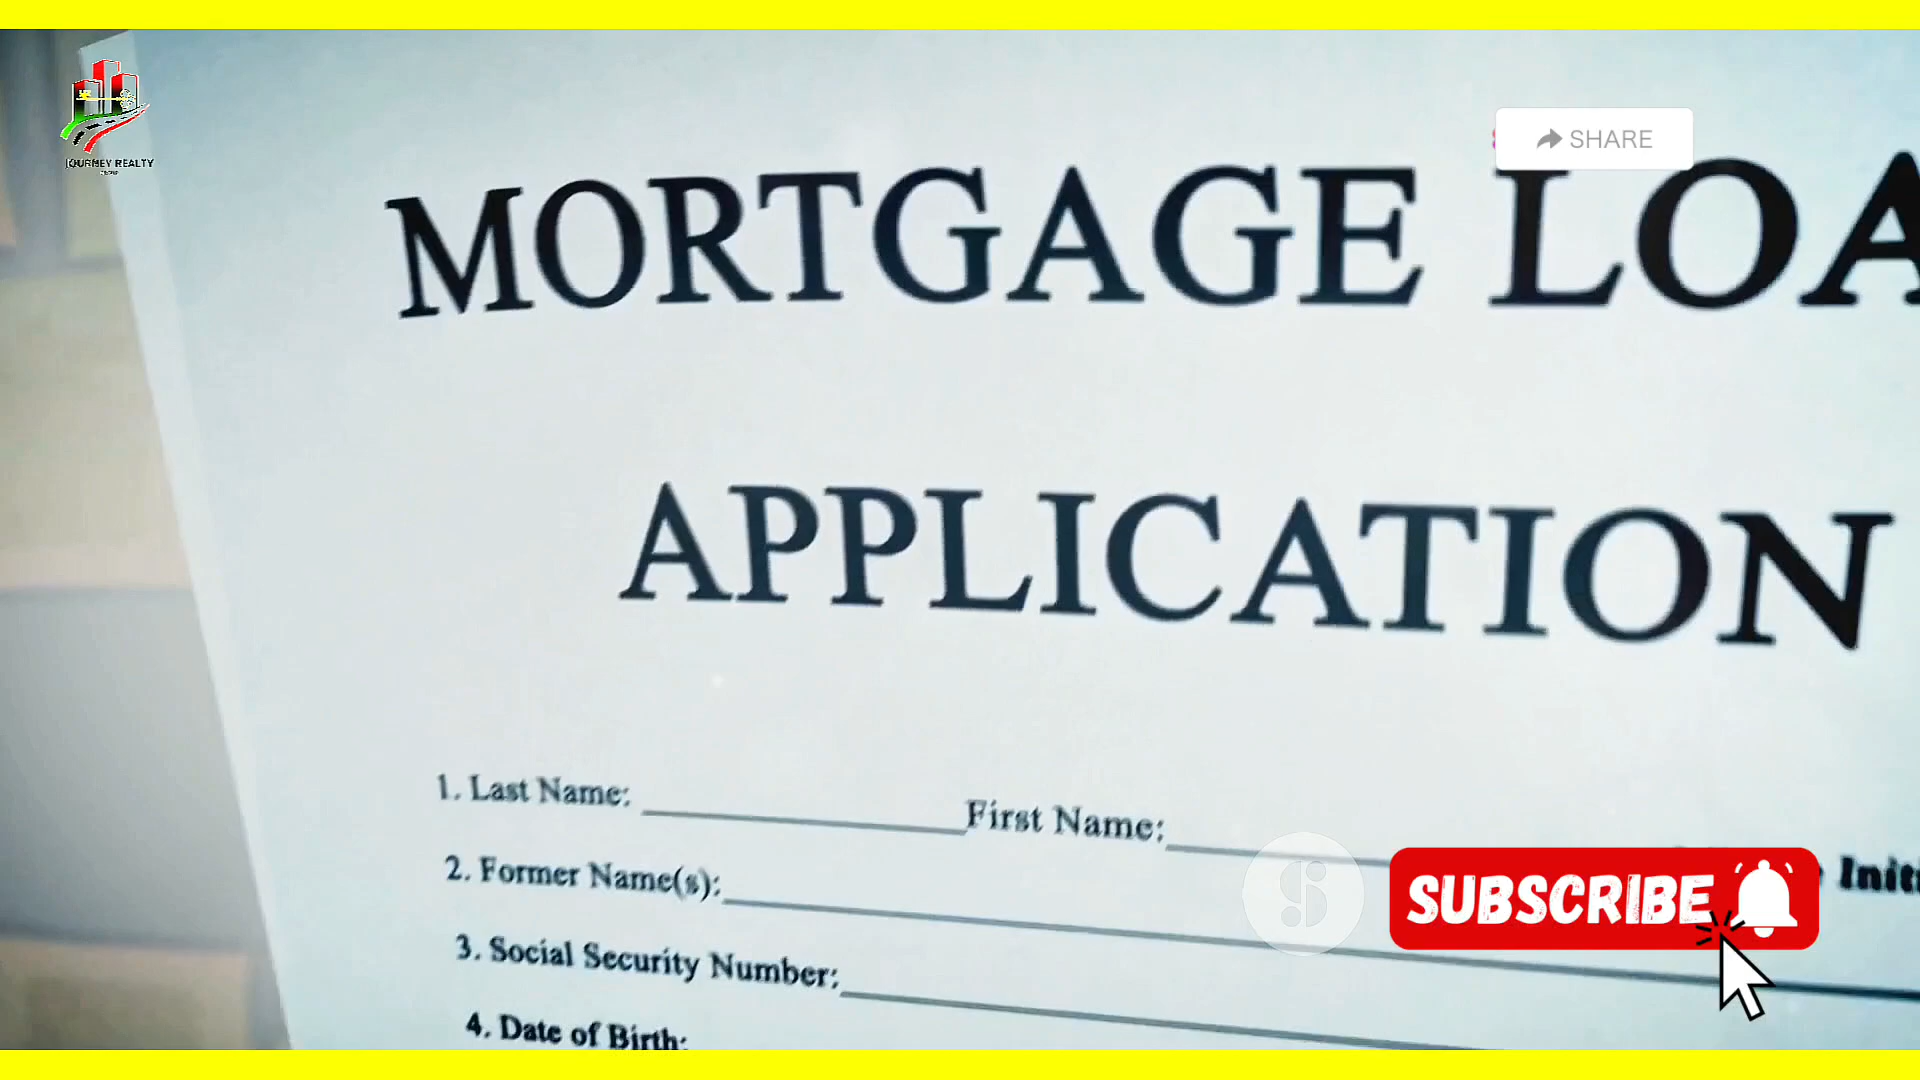 JOURNEY REALTY
SHARE
MORTGAGE LOA
APPLICATION
1. Last Name: First Name:
Initi
2. Former Name(s):
SUBSCRIBE
3. Social Security Number:
4. Date of Birth: